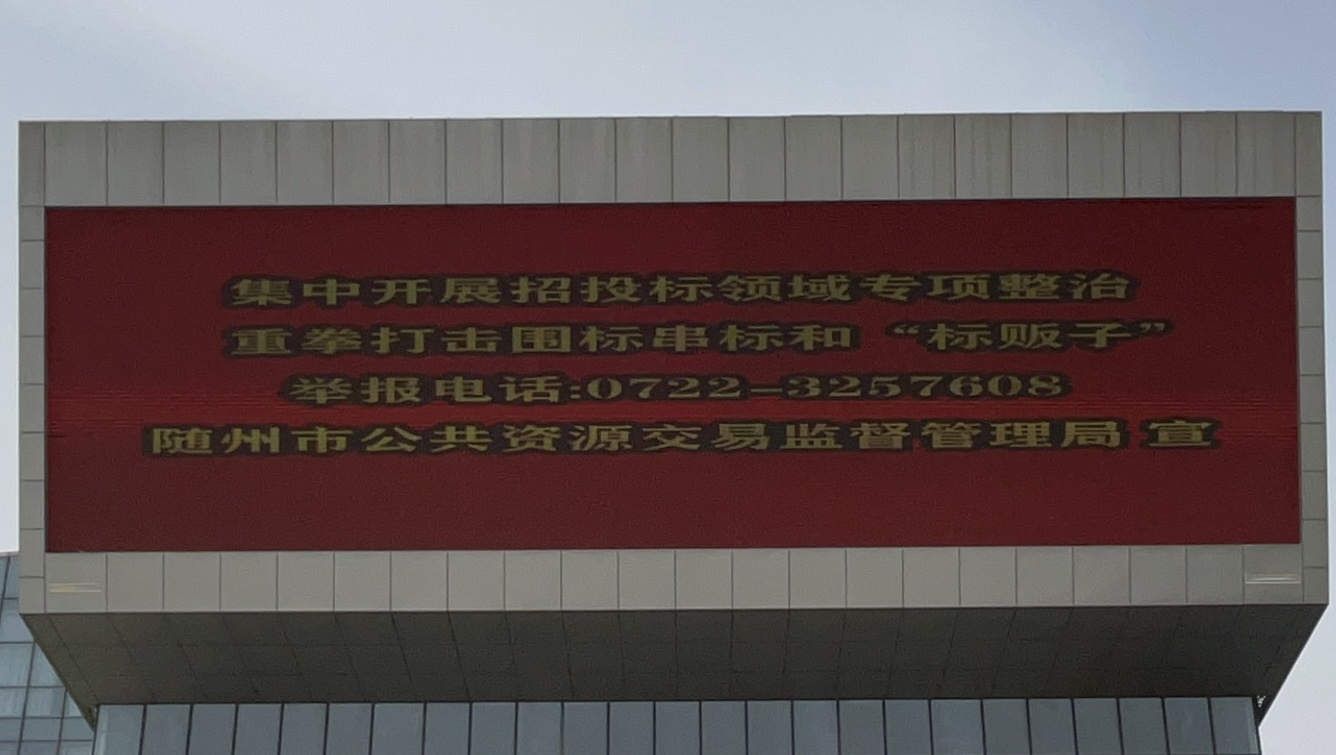 集中开展招投标领域专项整治
重拳打击围标串标和 “标贩子”
举报电话:0722-3257608
随州市公共资源交易监督管理局 宣